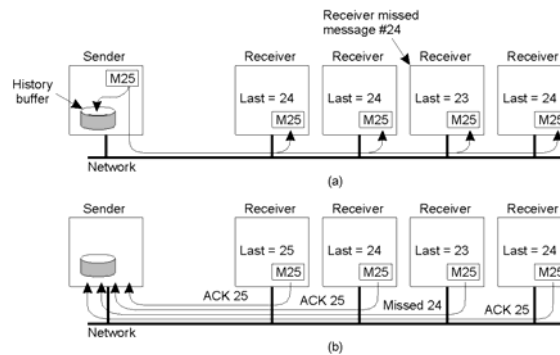 Receiver missed
message #24
Sender
Receiver
Receiver
Receiver
Receiver
History
buffer
M25
Last = 24
Last = 24
Last = 23
Last = 24
M25
M25
M25
M25
Network
(a)
Sender
Receiver
Receiver
Receiver
Receiver
Last = 25
Last = 24
Last = 23
Last = 24
M25
M25
M25
M25
ACK 25
ACK 25
Missed 24
ACK 25
Network
(b)